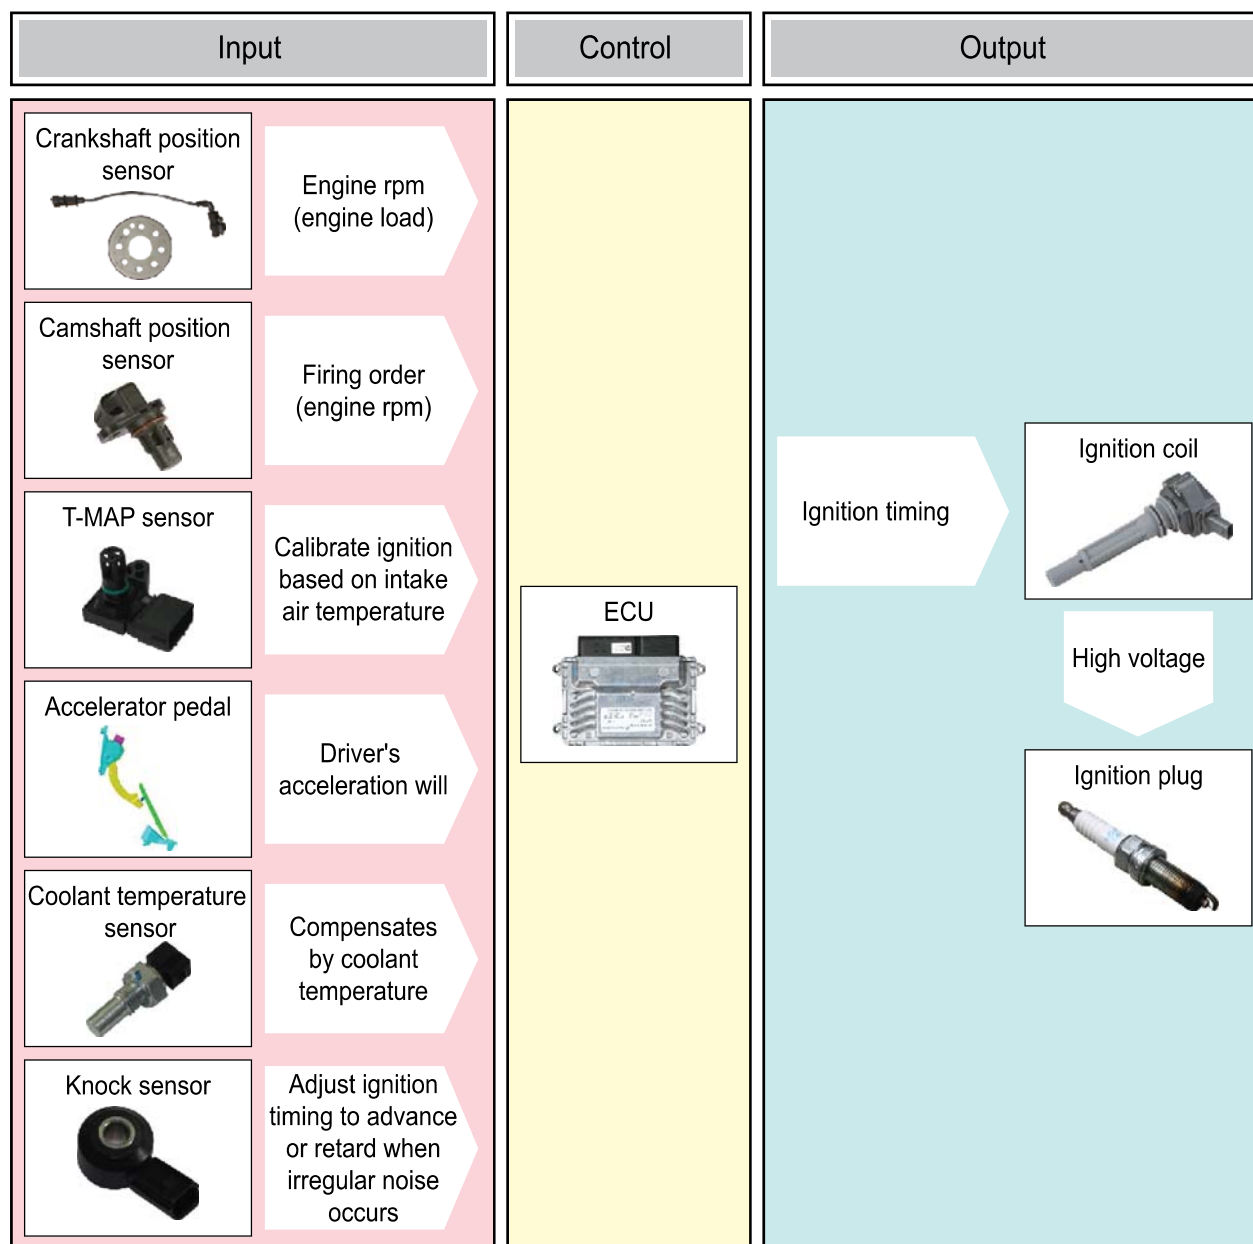 Input
Control
Output
Crankshaft position
sensor
Engine rpm
(engine load)
Camshaft position
sensor
Firing order
(engine rpm)
T-MAP sensor
Calibrate ignition
based on intake
air temperature
Accelerator pedal
Driver's
acceleration will
Coolant temperature
sensor
Compensates
by coolant
temperature
Knock sensor
Adjust ignition
timing to advance
or retard when
irregular noise
occurs
ECU
Ignition timing
Ignition coil
High voltage
Ignition plug